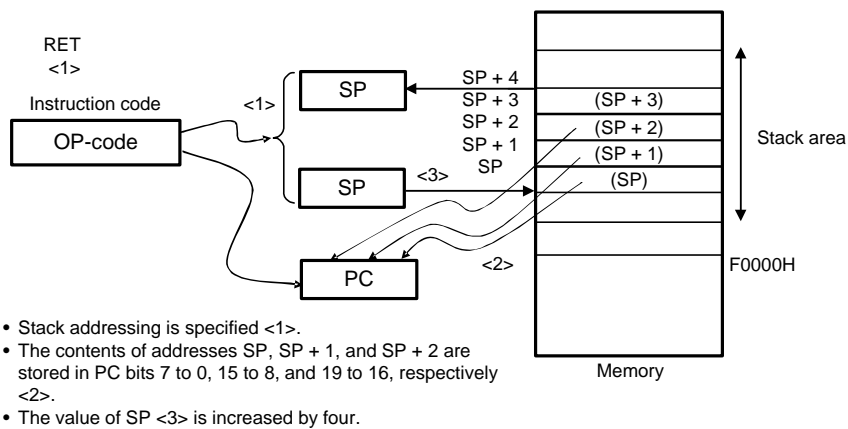 RET
<1>
Instruction code
OP-code
<1>
SP
SP
<3>
PC
<2>
SP + 4
SP + 3
SP + 2
SP + 1
SP
(SP + 3)
(SP + 2)
(SP + 1)
(SP)
Stack area
F0000H
Memory
• Stack addressing is specified <1>.
• The contents of addresses SP, SP + 1, and SP + 2 are
stored in PC bits 7 to 0, 15 to 8, and 19 to 16, respectively
<2>.
• The value of SP <3> is increased by four.